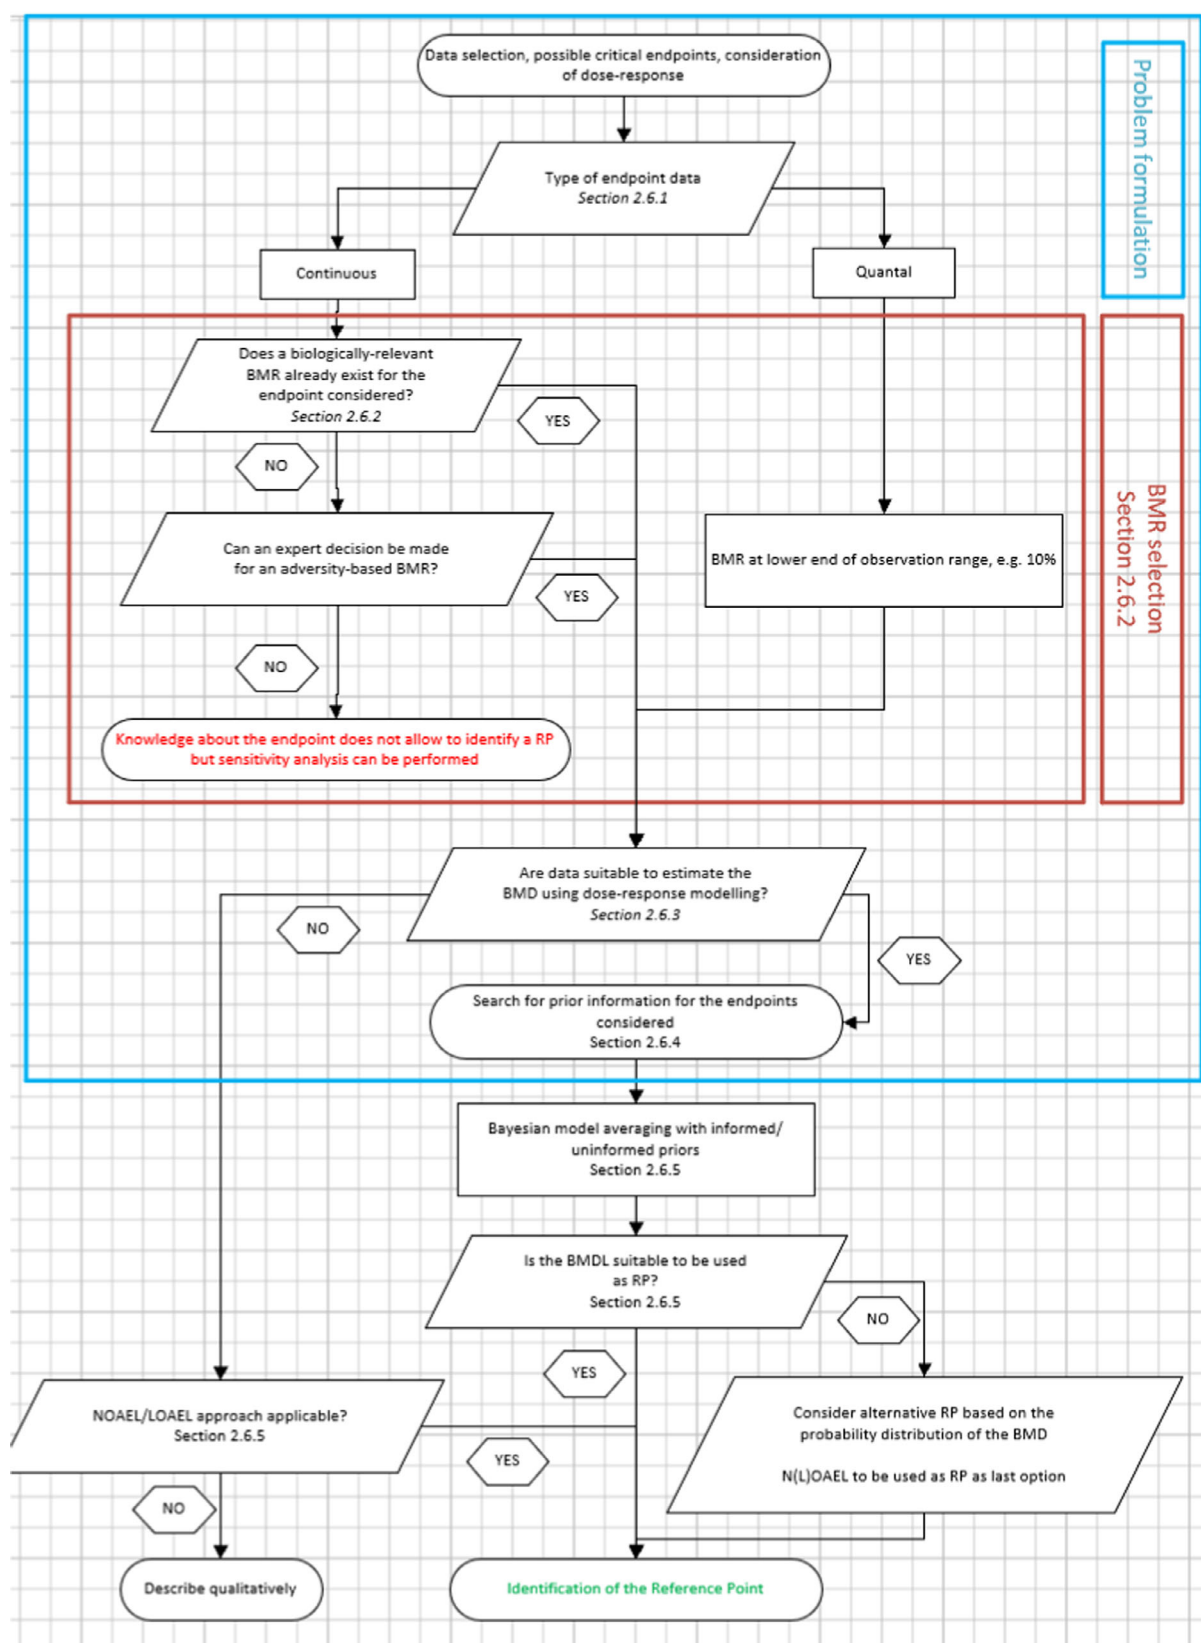 Data selection, possible critical endpoints, consideration
of dose-response
Problem formulation
Type of endpoint data
Section 2.6.1
Continuous
Quantal
Does a biologically-relevant
BMR already exist for the
endpoint considered?
Section 2.6.2
YES
NO
BMR selection
Section 2.6.2
Can an expert decision be made
for an adversity-based BMR?
BMR at lower end of observation range, e.g. 10%
YES
NO
Knowledge about the endpoint does not allow to identify a RP
but sensitivity analysis can be performed
Are data suitable to estimate the
BMD using dose-response modelling?
Section 2.6.3
NO
YES
Search for prior information for the endpoints
considered
Section 2.6.4
Bayesian model averaging with informed/
uninformed priors
Section 2.6.5
Is the BMDL suitable to be used
as RP?
Section 2.6.5
NO
YES
NOAEL/LOAEL approach applicable?
Section 2.6.5
Consider alternative RP based on the
probability distribution of the BMD
N(L)OAEL to be used as RP as last option
YES
NO
Describe qualitatively
Identification of the Reference Point